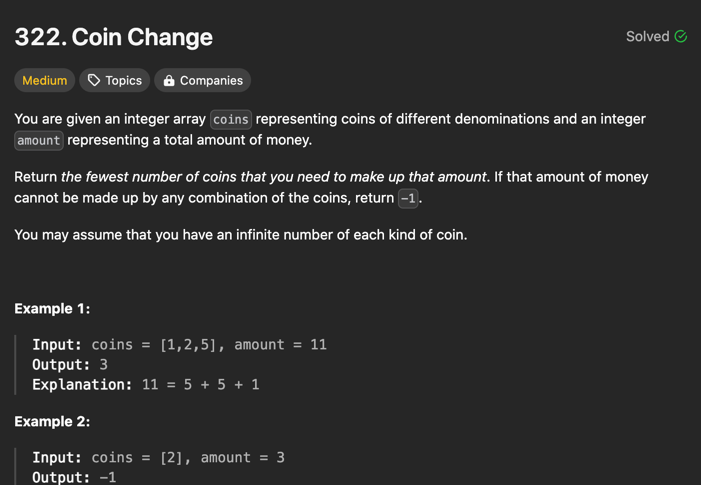 322. Coin Change
Solved
Medium Topics Companies
You are given an integer array coins representing coins of different denominations and an integer
amount representing a total amount of money.
Return the fewest number of coins that you need to make up that amount. If that amount of money
cannot be made up by any combination of the coins, return -1.
You may assume that you have an infinite number of each kind of coin.
Example 1:
Input: coins = [1,2,5], amount = 11
Output: 3
Explanation: 11 = 5 + 5 + 1
Example 2:
Input: coins = [2], amount = 3
Output: -1